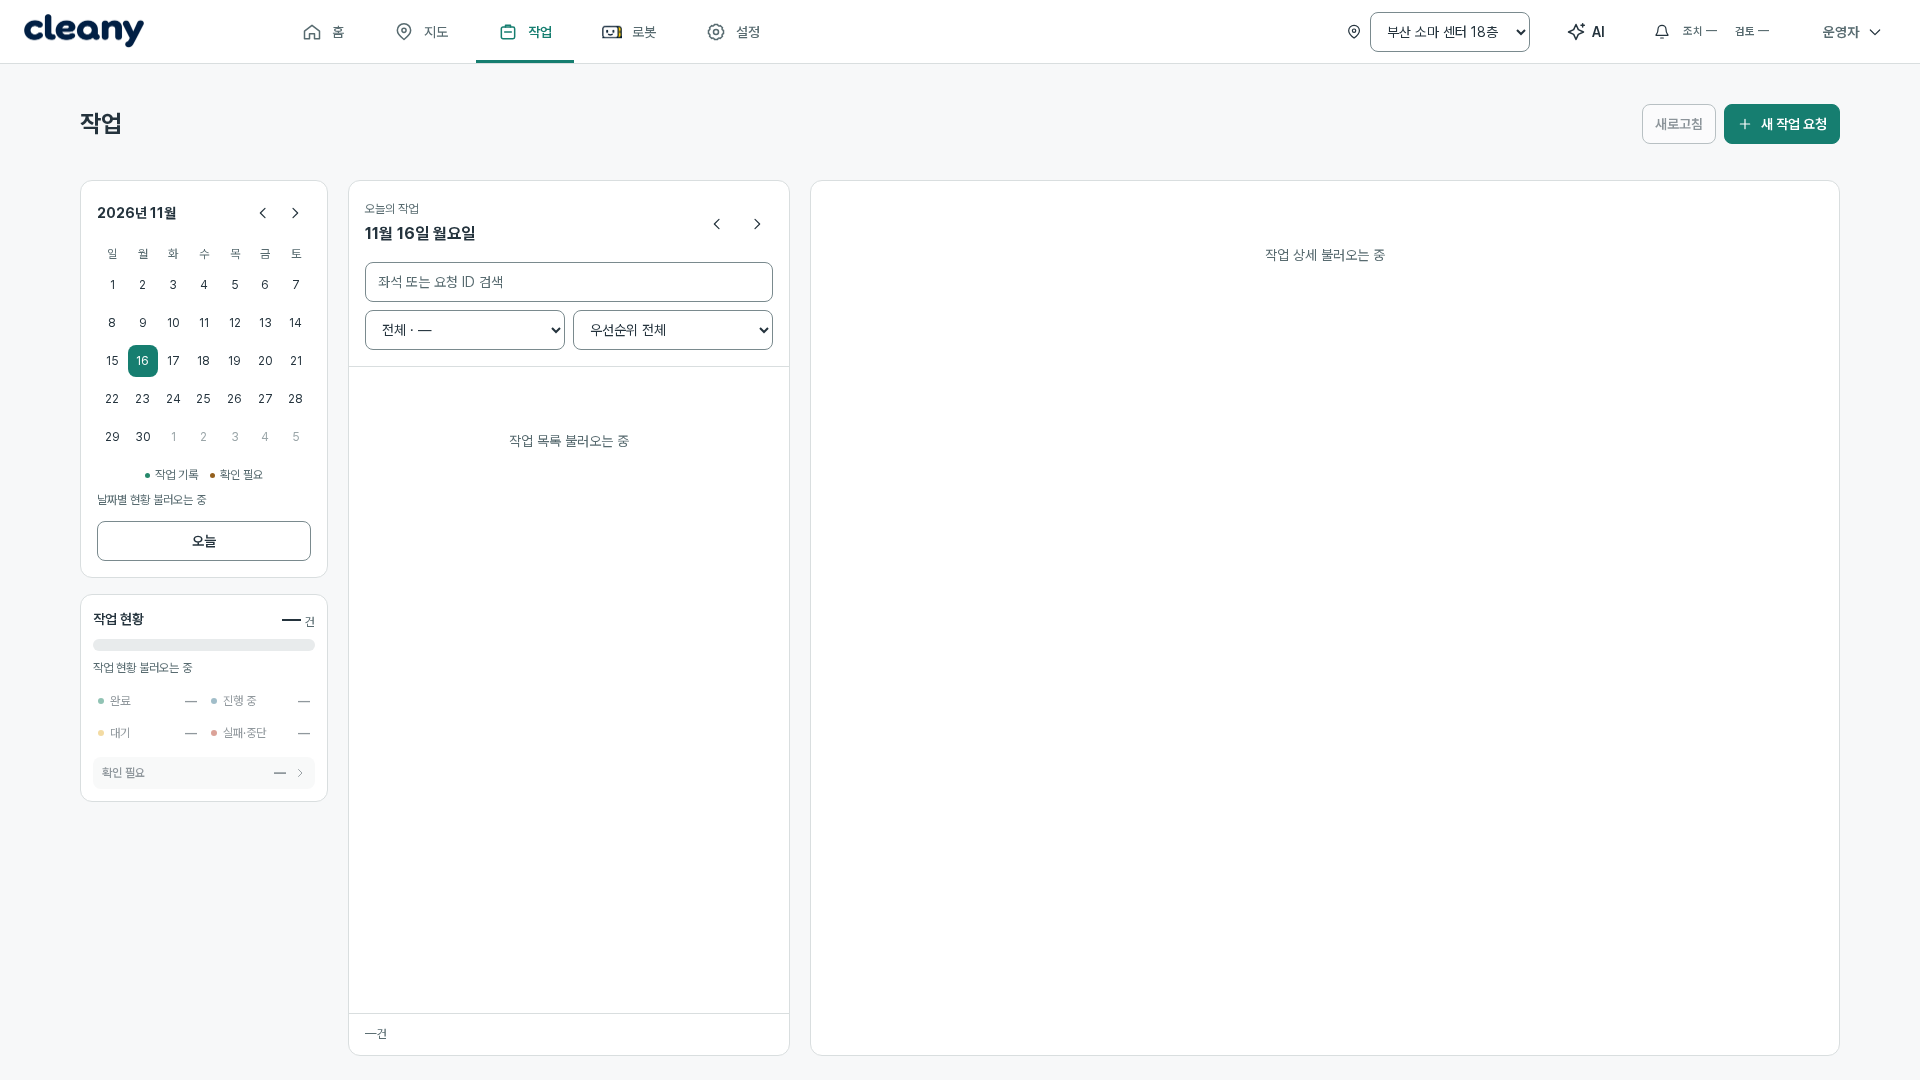 cleany
홈
지도
작업
로봇
설정
부산 소마 센터 18층
AI
조치 —
검토 —
운영자
작업
새로고침
새 작업 요청
2026년 11월
일 월 화 수 목 금 토
1 2 3 4 5 6 7
8 9 10 11 12 13 14
15 16 17 18 19 20 21
22 23 24 25 26 27 28
29 30 1 2 3 4 5
작업 기록 확인 필요
날짜별 현황 불러오는 중
오늘
작업 현황 — 건
작업 현황 불러오는 중
완료 — 진행 중 —
대기 — 실패·중단 —
확인 필요 —
오늘의 작업
11월 16일 월요일
좌석 또는 요청 ID 검색
전체 · — 우선순위 전체
작업 목록 불러오는 중
—건
작업 상세 불러오는 중